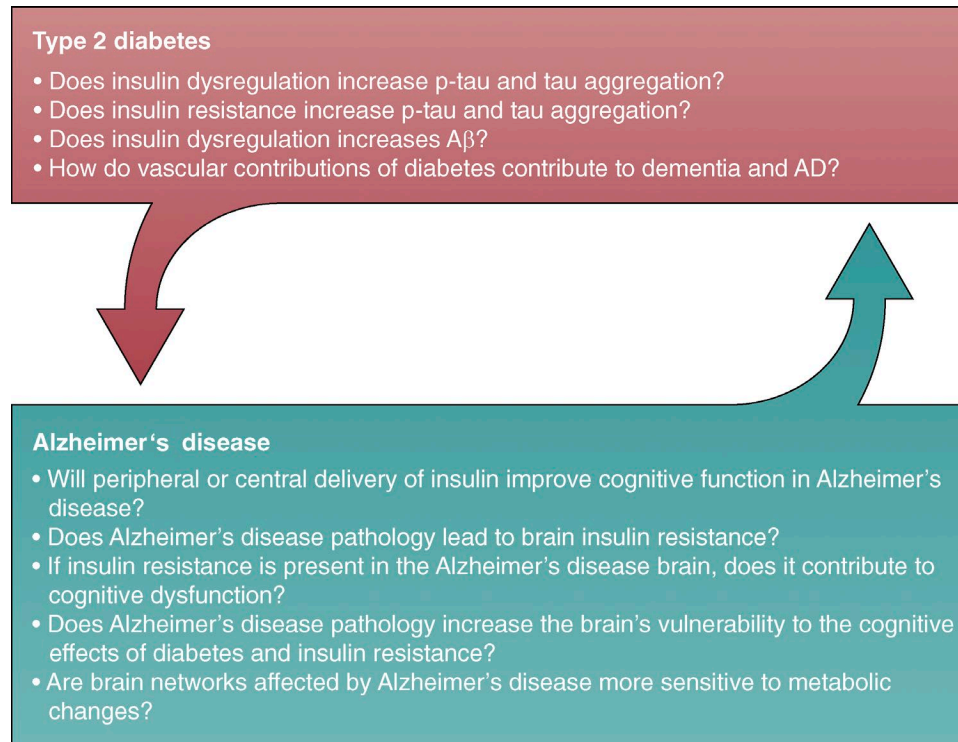 Type 2 diabetes
• Does insulin dysregulation increase p-tau and tau aggregation?
• Does insulin resistance increase p-tau and tau aggregation?
• Does insulin dysregulation increases Aβ?
• How do vascular contributions of diabetes contribute to dementia and AD?
Alzheimer‘s disease
• Will peripheral or central delivery of insulin improve cognitive function in Alzheimer’s
disease?
• Does Alzheimer’s disease pathology lead to brain insulin resistance?
• If insulin resistance is present in the Alzheimer’s disease brain, does it contribute to
cognitive dysfunction?
• Does Alzheimer’s disease pathology increase the brain’s vulnerability to the cognitive
effects of diabetes and insulin resistance?
• Are brain networks affected by Alzheimer’s disease more sensitive to metabolic
changes?